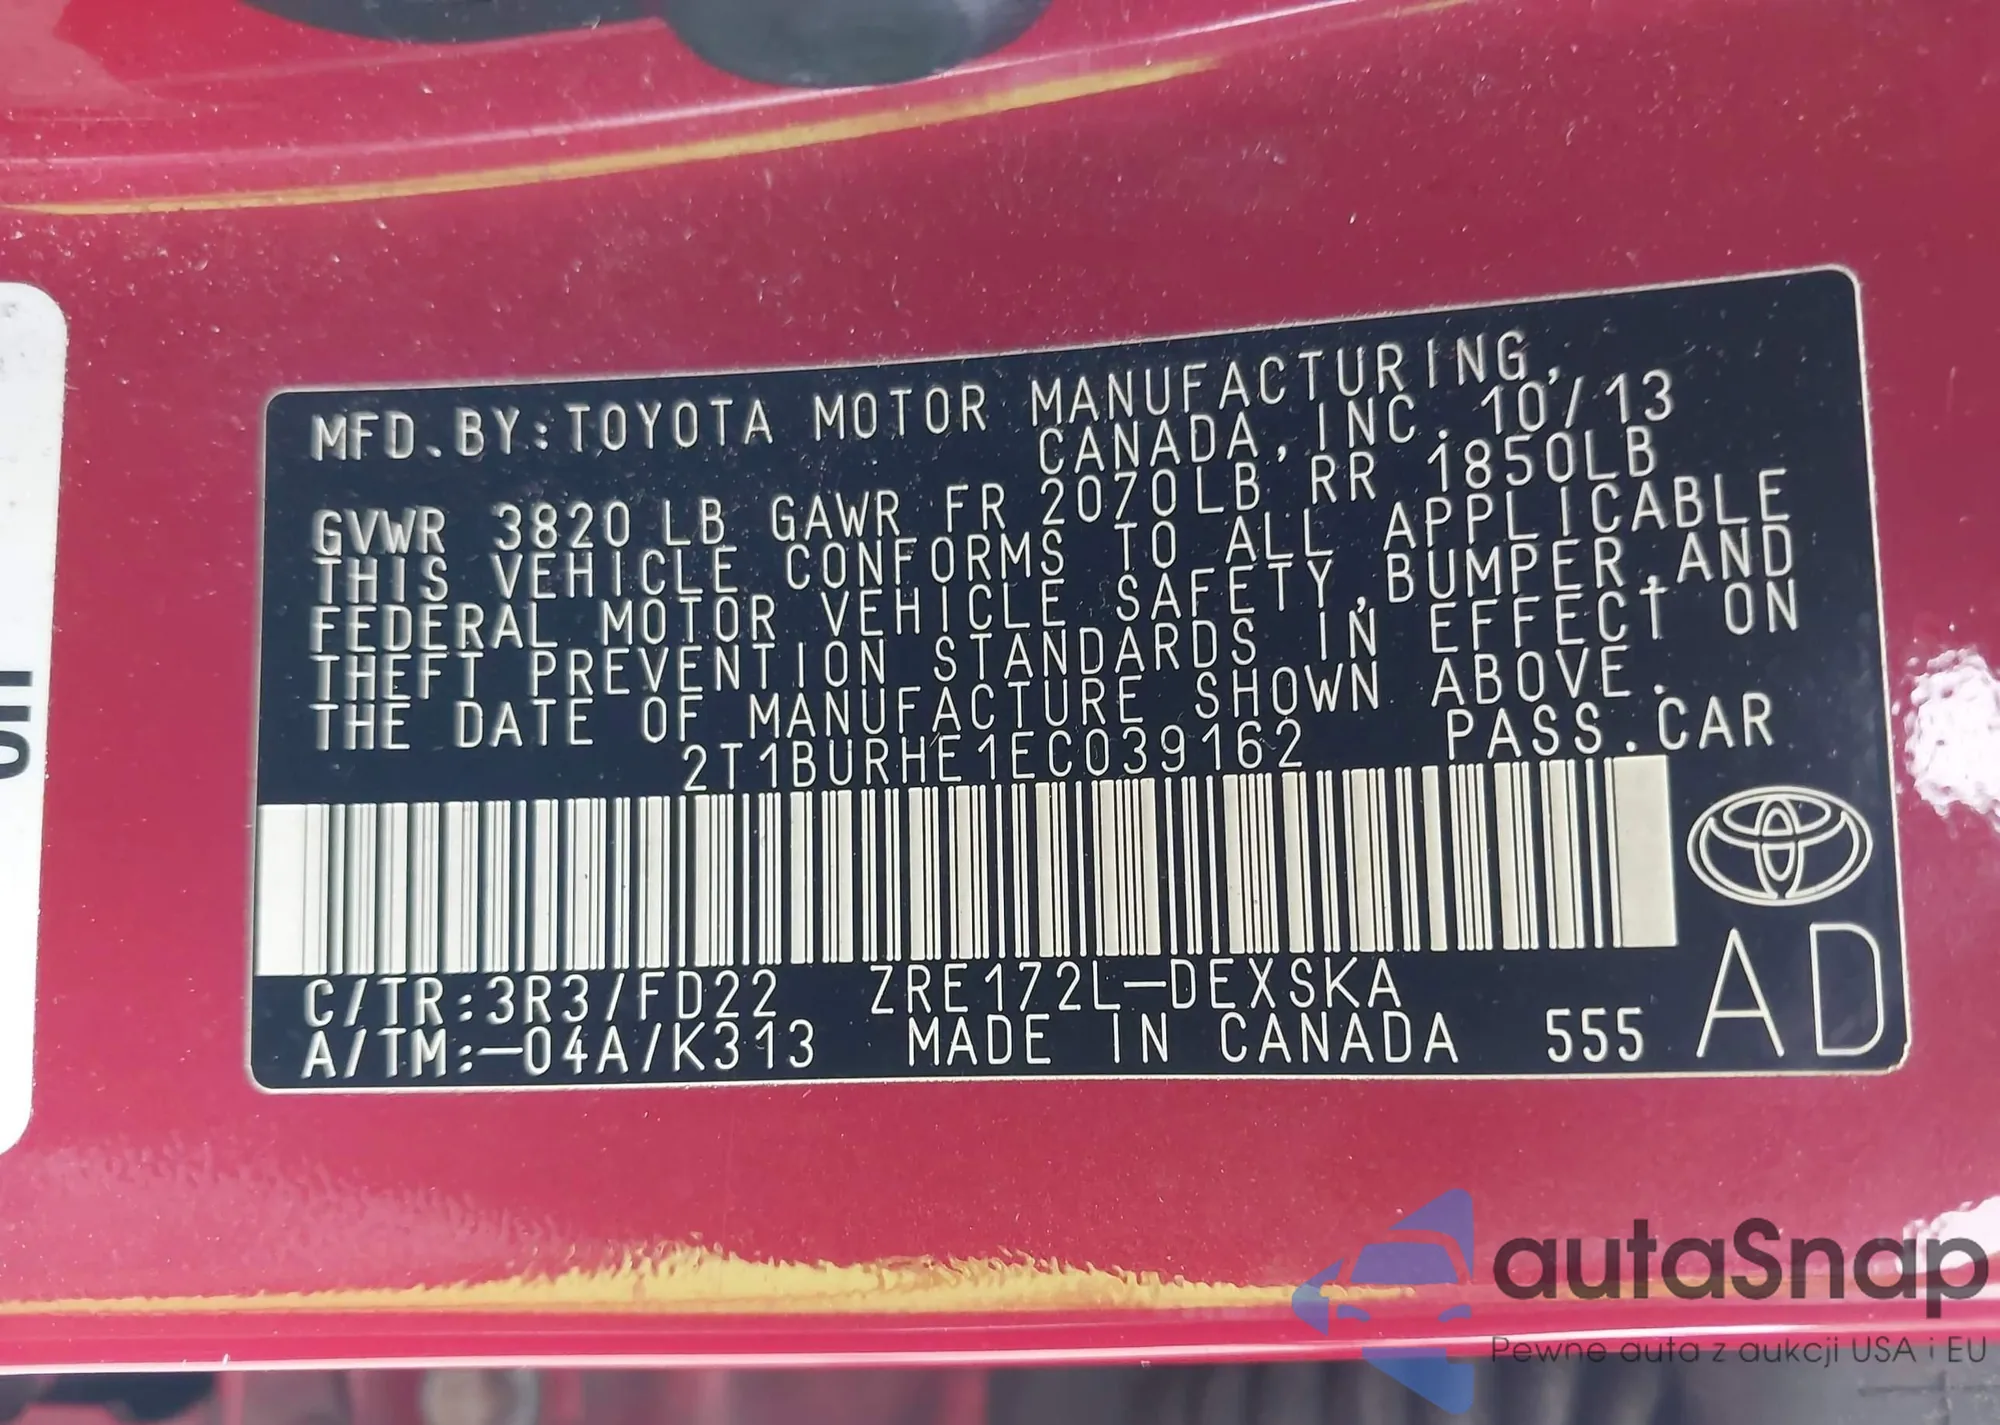 MFD.BY:TOYOTA MOTOR MANUFACTURING,
CANADA,INC. 10/13
GVWR 3820 LB GAWR FR 2070LB RR 1850LB
THIS VEHICLE CONFORMS TO ALL APPLICABLE
FEDERAL MOTOR VEHICLE SAFETY,BUMPER,AND
THEFT PREVENTION STANDARDS IN EFFECT ON
THE DATE OF MANUFACTURE SHOWN ABOVE.
2T1BURHE1EC039162 PASS.CAR
C/TR:3R3/FD22 ZRE172L-DEXSKA
A/TM:-04A/K313 MADE IN CANADA 555
AD
autaSnap
Pewne auta z aukcji USA i EU